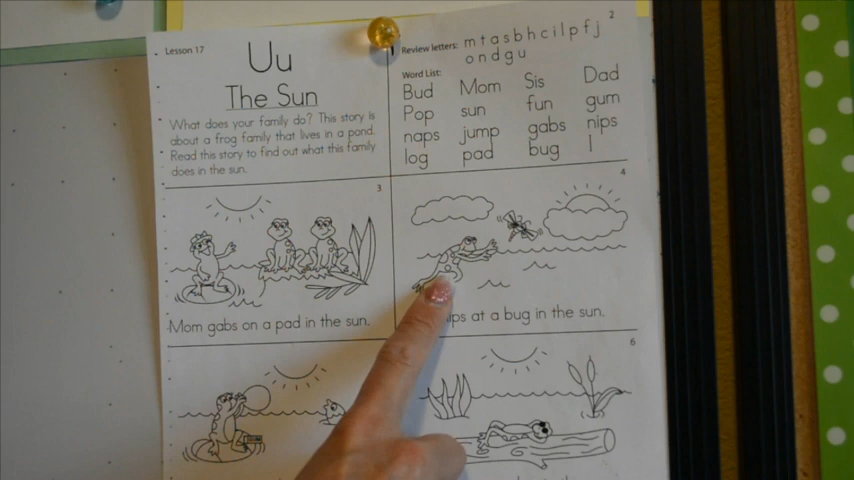 Lesson 17
Uu
The Sun
What does your family do? This story is
about a frog family that lives in a pond.
Read this story to find out what this family
does in the sun.
2
Review letters: m t a s b h c i l p f j
o n d g u
Word List:
Bud Mom Sis Dad
Pop sun fun gum
naps jump gabs nips
log pad bug I
3
Mom gabs on a pad in the sun.
4
at a bug in the sun.
6